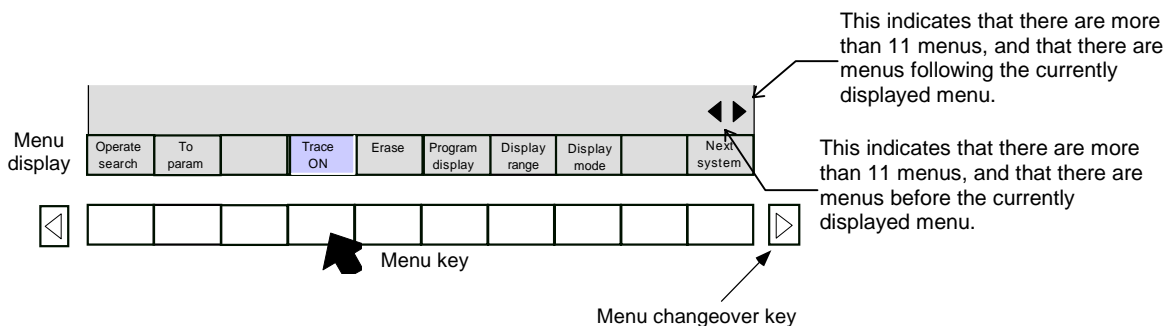 This indicates that there are more
than 11 menus, and that there are
menus following the currently
displayed menu.
Menu
display
Operate
search
To
param
Trace
ON
Erase
Program
display
Display
range
Display
mode
Next
system
This indicates that there are more
than 11 menus, and that there are
menus before the currently
displayed menu.
Menu key
Menu changeover key